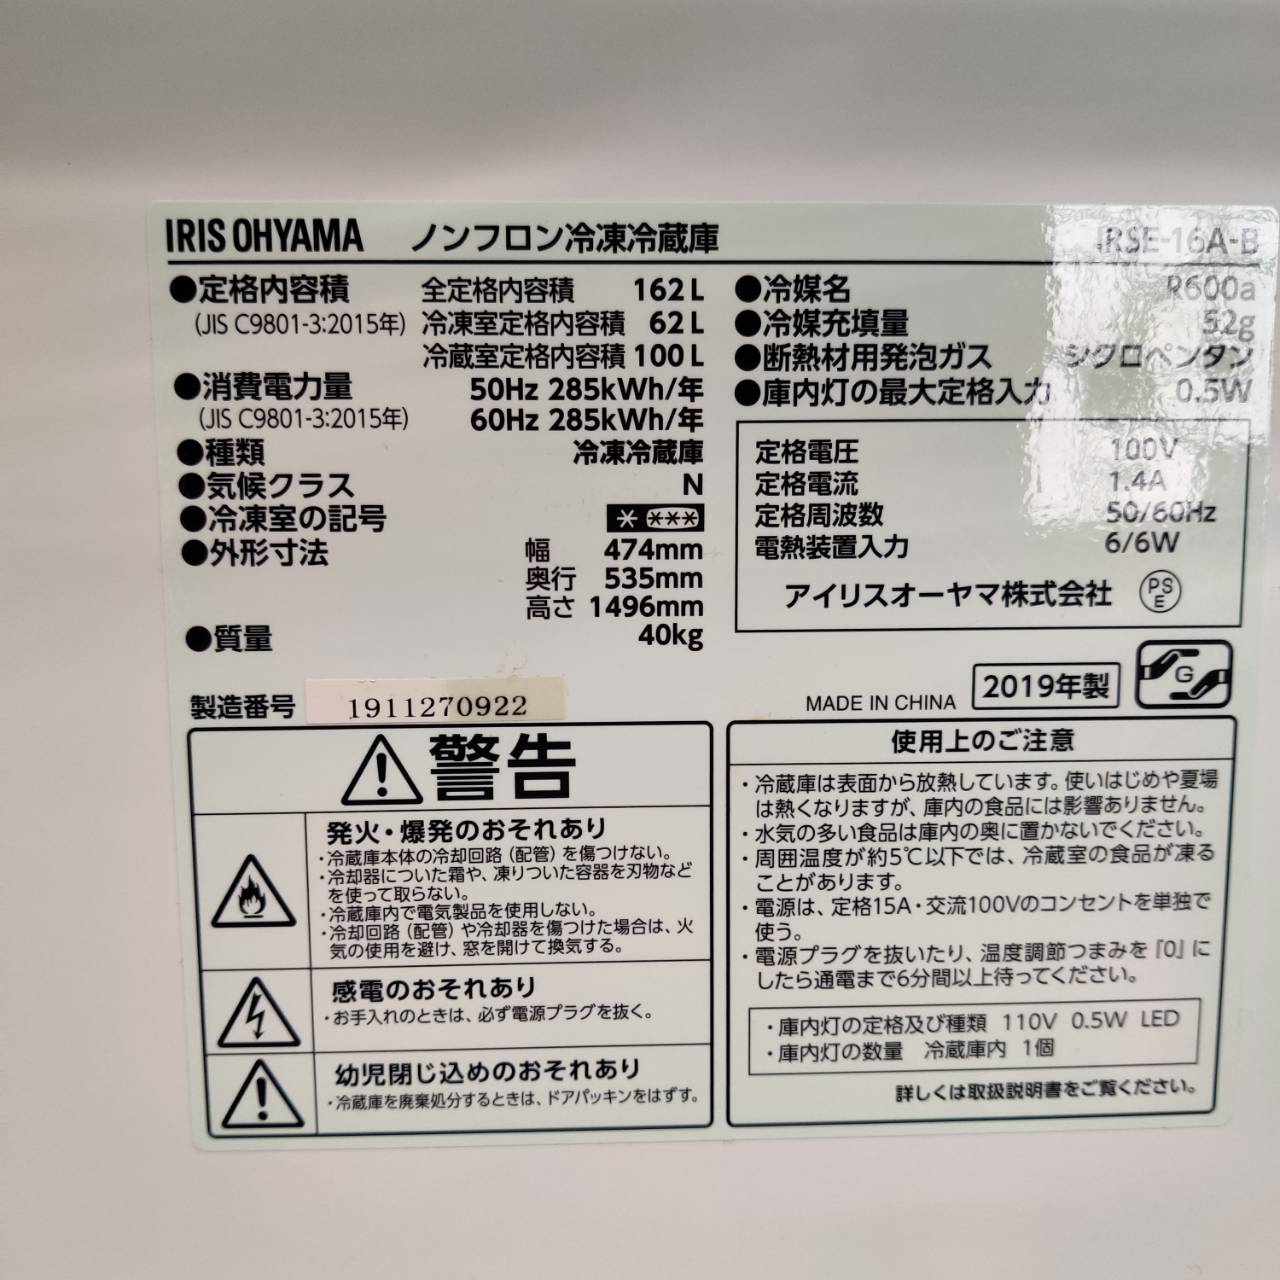 IRIS OHYAMA ノンフロン冷凍冷蔵庫 IRSE-16A-B
●定格内容積 全定格内容積 162L
(JIS C9801-3:2015年) 冷凍室定格内容積 62L
冷蔵室定格内容積 100L
●消費電力量 50Hz 285kWh/年
(JIS C9801-3:2015年) 60Hz 285kWh/年
●種類 冷凍冷蔵庫
●気候クラス N
●冷凍室の記号 * ***
●外形寸法 幅 474mm
奥行 535mm
高さ 1496mm
●質量 40kg
製造番号 1911270922
●冷媒名 R600a
●冷媒充填量 52g
●断熱材用発泡ガス シクロペンタン
●庫内灯の最大定格入力 0.5W
定格電圧 100V
定格電流 1.4A
定格周波数 50/60Hz
電熱装置入力 6/6W
アイリスオーヤマ株式会社 PSE
MADE IN CHINA 2019年製 G
警告
発火・爆発のおそれあり
・冷蔵庫本体の冷却回路(配管)を傷つけない。
・冷却器についた霜や、凍りついた容器を刃物など
を使って取らない。
・冷蔵庫内で電気製品を使用しない。
・冷却回路(配管)や冷却器を傷つけた場合は、火
気の使用を避け、窓を開けて換気する。
感電のおそれあり
・お手入れのときは、必ず電源プラグを抜く。
幼児閉じ込めのおそれあり
・冷蔵庫を廃棄処分するときは、ドアパッキンをはずす。
使用上のご注意
・冷蔵庫は表面から放熱しています。使いはじめや夏場
は熱くなりますが、庫内の食品には影響ありません。
・水気の多い食品は庫内の奥に置かないでください。
・周囲温度が約5℃以下では、冷蔵室の食品が凍る
ことがあります。
・電源は、定格15A・交流100Vのコンセントを単独で
使う。
・電源プラグを抜いたり、温度調節つまみを『0』に
したら通電まで6分間以上待ってください。
・庫内灯の定格及び種類 110V 0.5W LED
・庫内灯の数量 冷蔵庫内 1個
詳しくは取扱説明書をご覧ください。